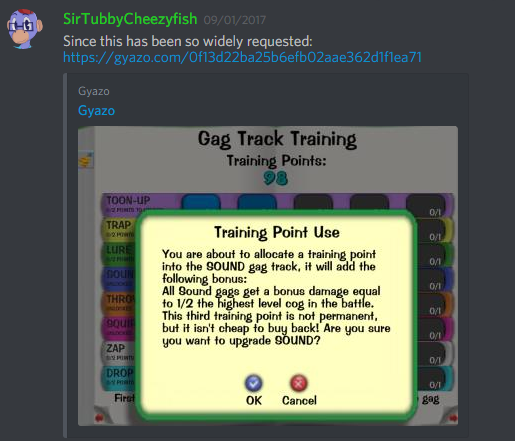 SirTubbyCheezyfish 09/01/2017
Since this has been so widely requested:
https://gyazo.com/0f13d22ba25b6efb02aae362d1f1ea71
Gyazo
Gyazo
Gag Track Training
Training Points:
98
TOON-UP
0/1
TRAP
0/1
LURE
0/1
0/1
0/1
0/1
ZAP
0/1
DROP
0/1
Training Point Use
You are about to allocate a training point
into the SOUND gag track, it will add the
following bonus:
All Sound gags get a bonus damage equal
to 1/2 the highest level cog in the battle.
This third training point is not permanent,
but it isn't cheap to buy back! Are you sure
you want to upgrade SOUND?
OK Cancel
gag